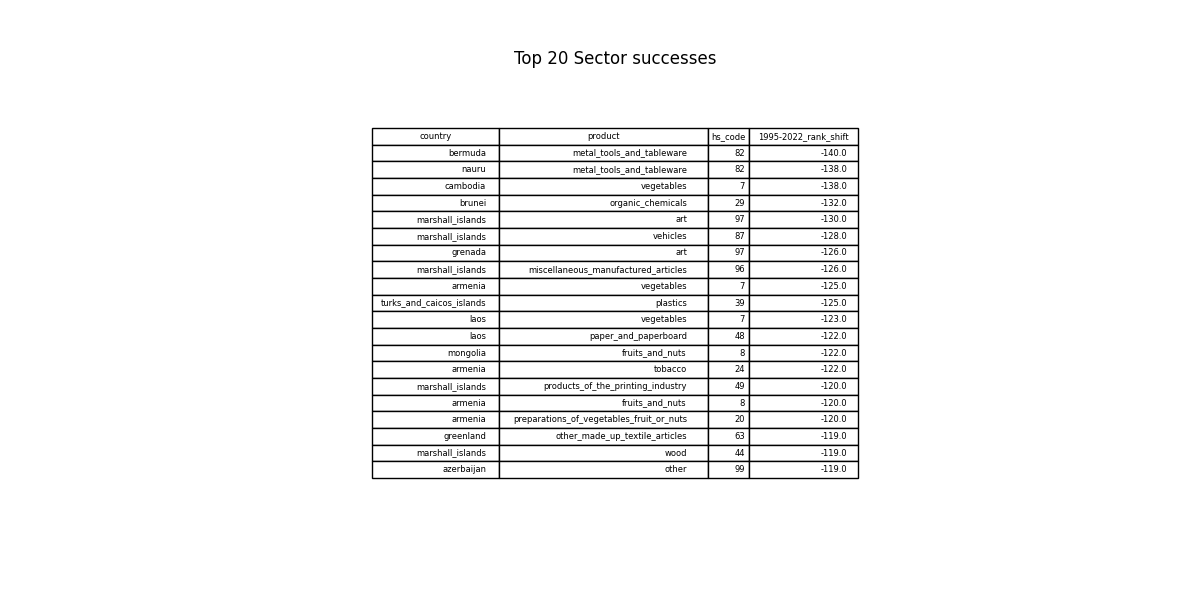 Top 20 Sector successes
country product hs_code 1995-2022_rank_shift
bermuda metal_tools_and_tableware 82 -140.0
nauru metal_tools_and_tableware 82 -138.0
cambodia vegetables 7 -138.0
brunei organic_chemicals 29 -132.0
marshall_islands art 97 -130.0
marshall_islands vehicles 87 -128.0
grenada art 97 -126.0
marshall_islands miscellaneous_manufactured_articles 96 -126.0
armenia vegetables 7 -125.0
turks_and_caicos_islands plastics 39 -125.0
laos vegetables 7 -123.0
laos paper_and_paperboard 48 -122.0
mongolia fruits_and_nuts 8 -122.0
armenia tobacco 24 -122.0
marshall_islands products_of_the_printing_industry 49 -120.0
armenia fruits_and_nuts 8 -120.0
armenia preparations_of_vegetables_fruit_or_nuts 20 -120.0
greenland other_made_up_textile_articles 63 -119.0
marshall_islands wood 44 -119.0
azerbaijan other 99 -119.0